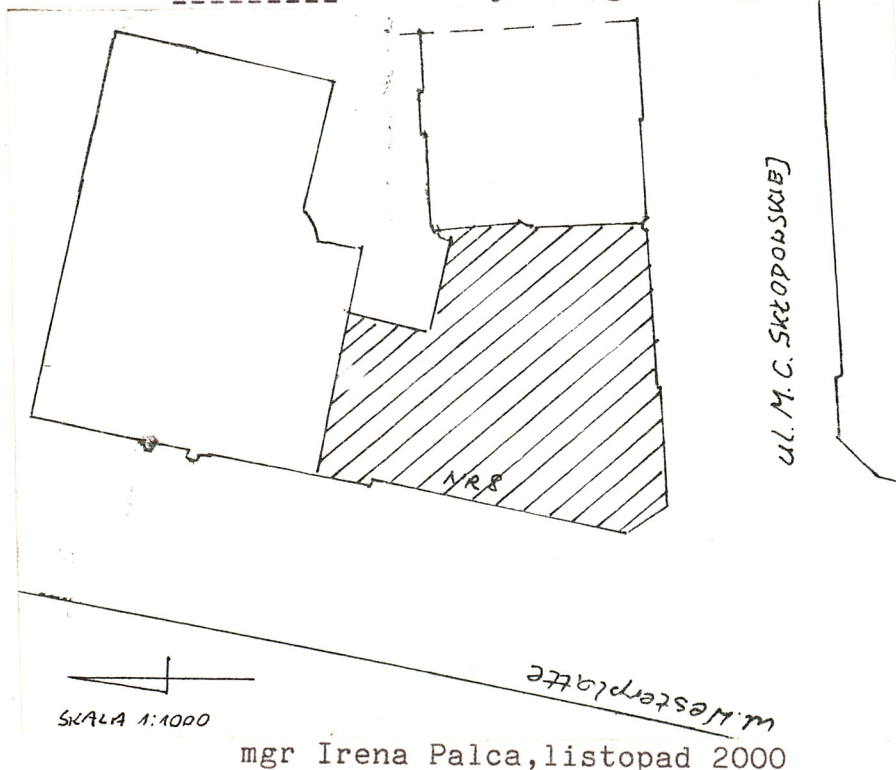 UL. M. C. SKŁODOWSKIEJ
NR 8
ul. Westerplatte
SKALA 1:1000
mgr Irena Palca,listopad 2000